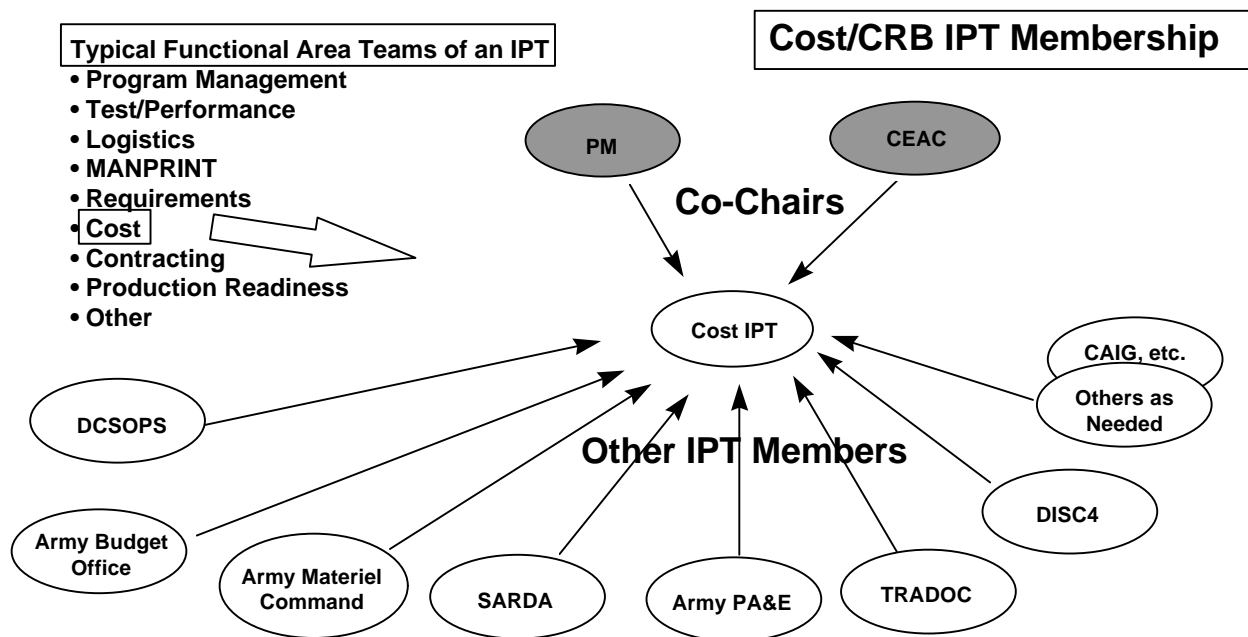 Cost/CRB IPT Membership
Typical Functional Area Teams of an IPT
• Program Management
• Test/Performance
• Logistics
• MANPRINT
• Requirements
• Cost
• Contracting
• Production Readiness
• Other
PM
CEAC
Co-Chairs
Cost IPT
CAIG, etc.
Others as
Needed
DCSOPS
Other IPT Members
DISC4
Army Budget
Office
Army Materiel
Command
SARDA
Army PA&E
TRADOC